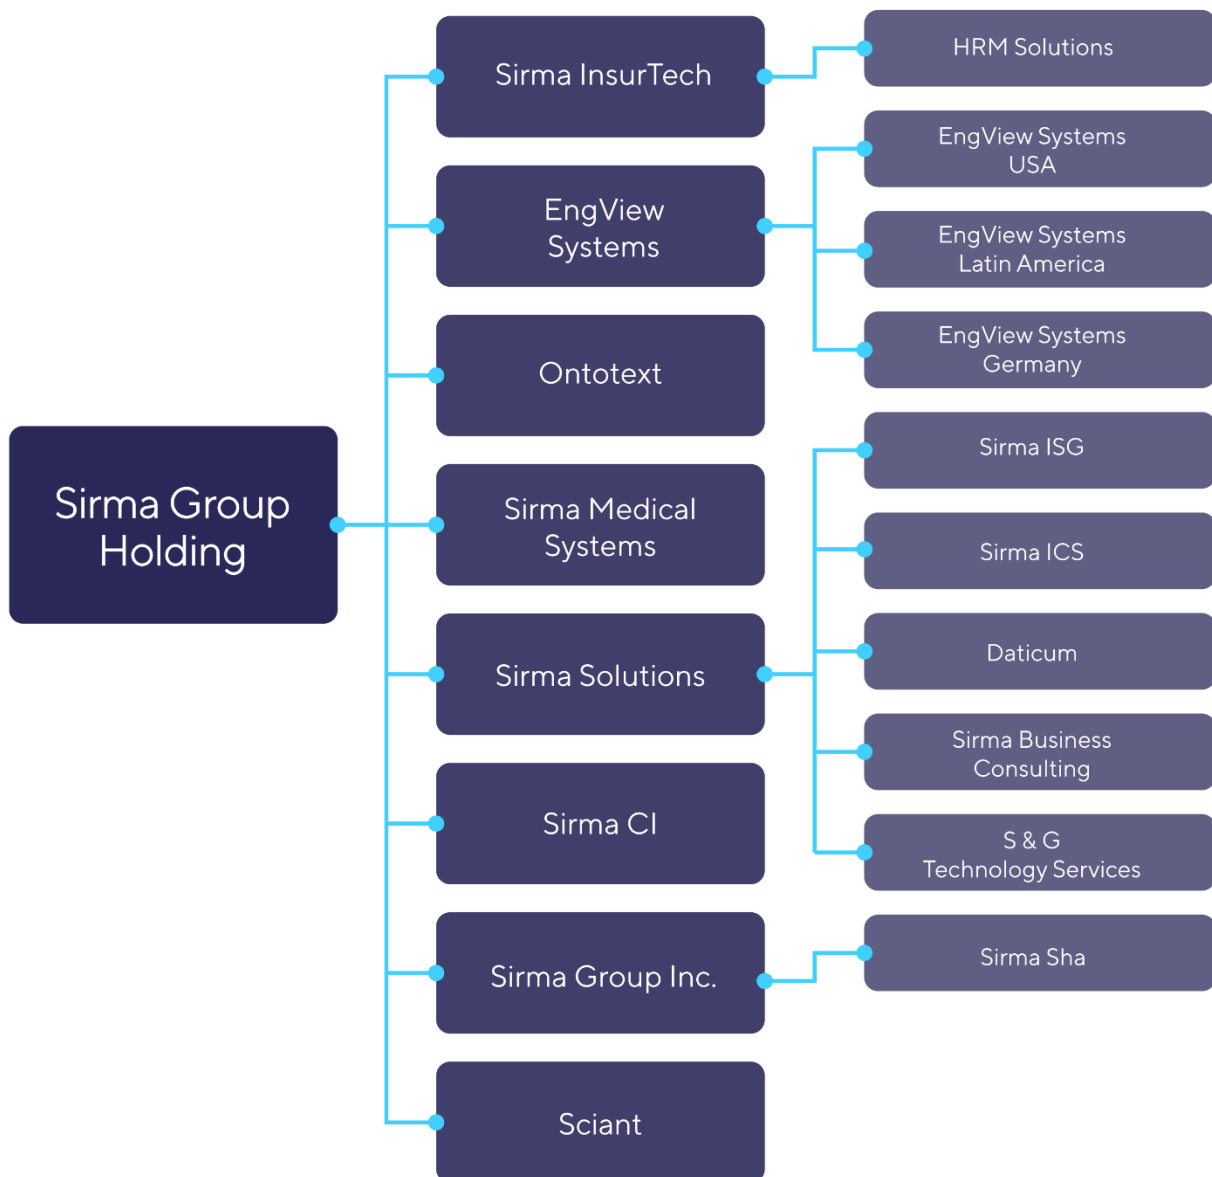 Sirma Group
Holding
Sirma InsurTech
EngView
Systems
Ontotext
Sirma Medical
Systems
Sirma Solutions
Sirma CI
Sirma Group Inc.
Sciant
HRM Solutions
EngView Systems
USA
EngView Systems
Latin America
EngView Systems
Germany
Sirma ISG
Sirma ICS
Daticum
Sirma Business
Consulting
S & G
Technology Services
Sirma Sha